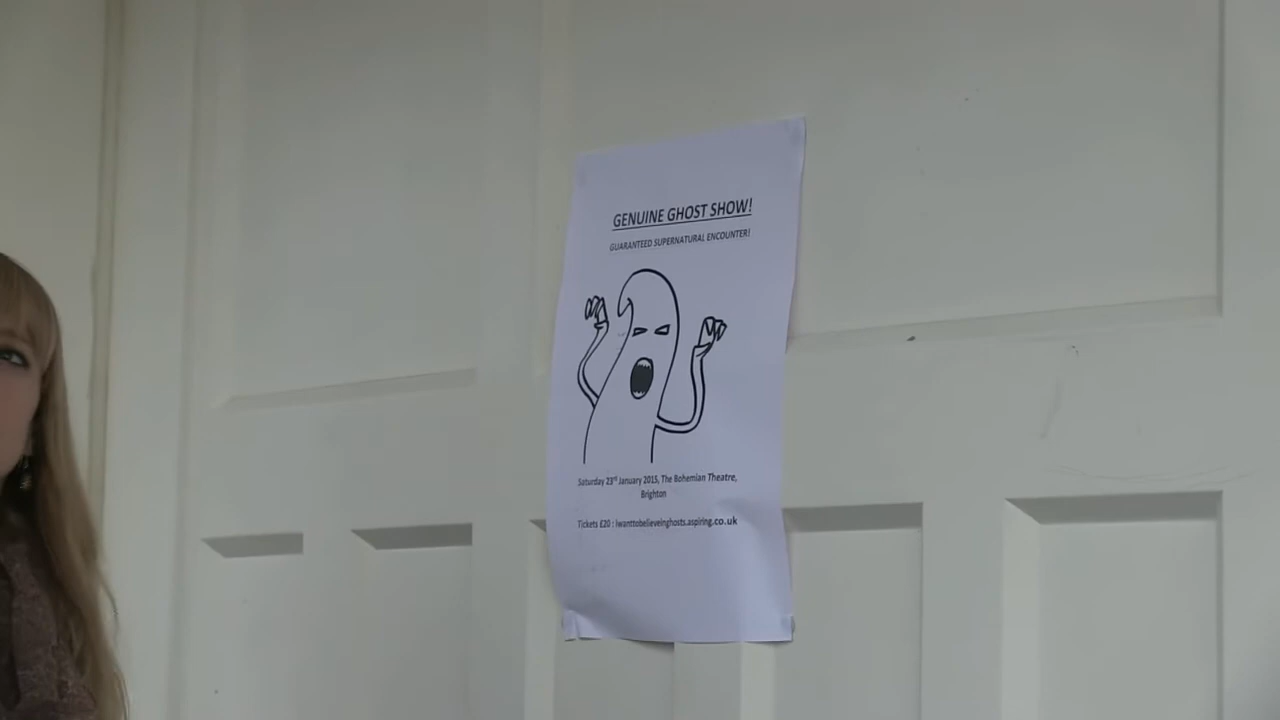 GENUINE GHOST SHOW!
GUARANTEED SUPERNATURAL ENCOUNTER!
Saturday 23rd January 2015, The Bohemian Theatre,
Brighton
Tickets £20 : iwanttobelieveinghosts.aspiring.co.uk